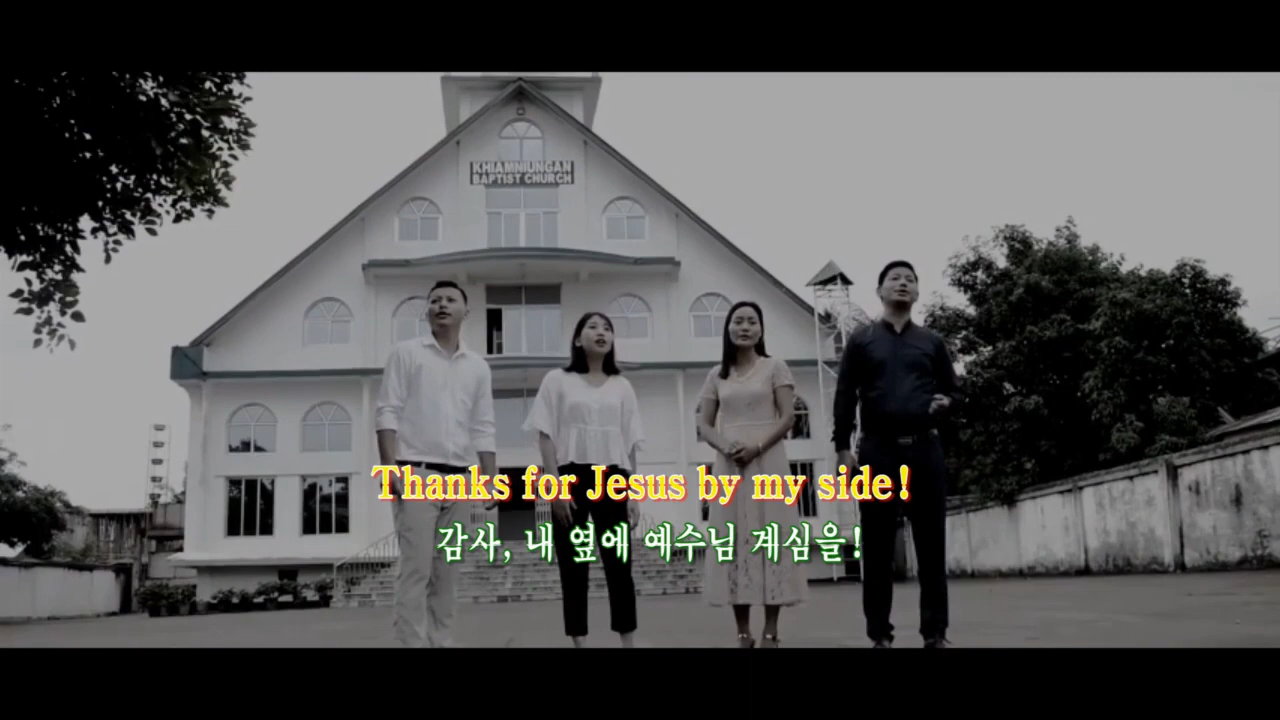 KHIAMNIUNGAN
BAPTIST CHURCH
Thanks for Jesus by my side!
감사, 내 옆에 예수님 계심을!